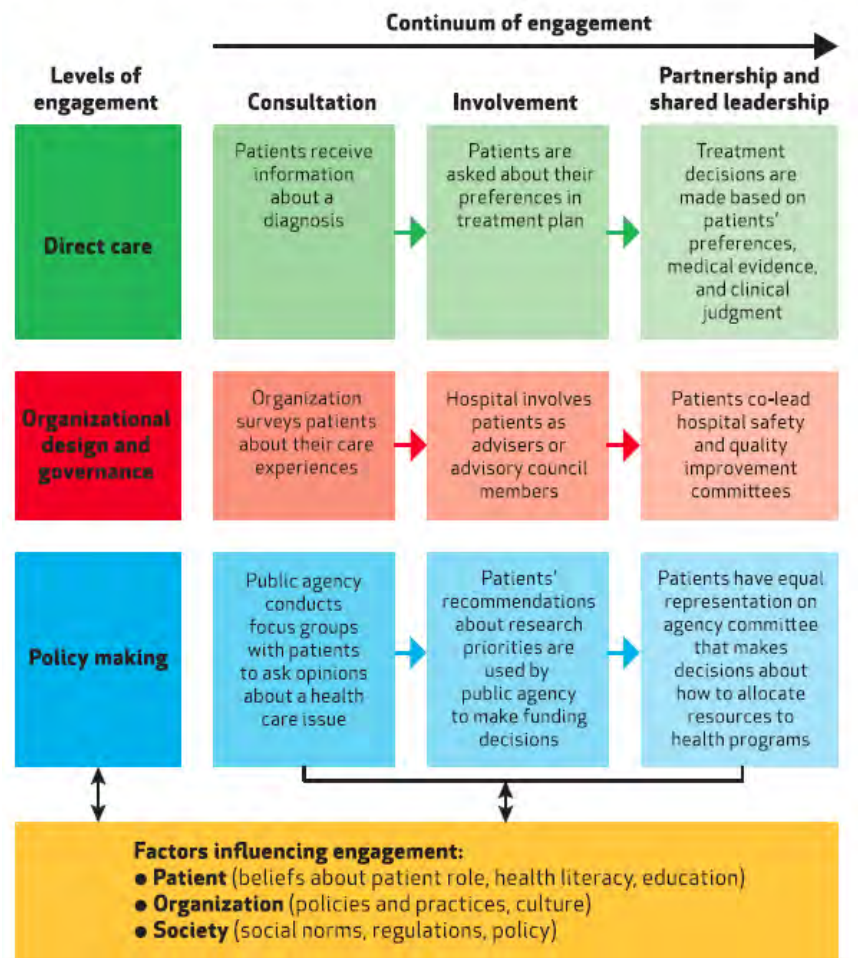 Continuum of engagement
Levels of
engagement
Consultation
Involvement
Partnership and
shared leadership
Direct care
Patients receive
information
about a
diagnosis
Patients are
asked about their
preferences in
treatment plan
Treatment
decisions are
made based on
patients'
preferences,
medical evidence,
and clinical
judgment
Organizational
design and
governance
Organization
surveys patients
about their care
experiences
Hospital involves
patients as
advisers or
advisory council
members
Patients co-lead
hospital safety
and quality
improvement
committees
Policy making
Public agency
conducts
focus groups
with patients
to ask opinions
about a health
care issue
Patients'
recommendations
about research
priorities are
used by
public agency
to make funding
decisions
Patients have equal
representation on
agency committee
that makes
decisions about
how to allocate
resources to
health programs
Factors influencing engagement:
● Patient (beliefs about patient role, health literacy, education)
● Organization (policies and practices, culture)
● Society (social norms, regulations, policy)